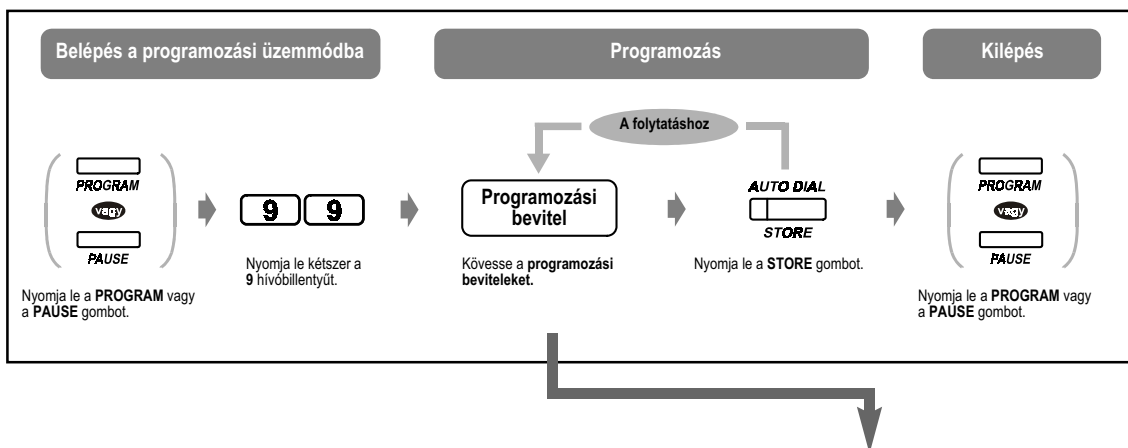 Belépés a programozási üzemmódba
Programozás
Kilépés
A folytatáshoz
PROGRAM
vagy
PAUSE
Nyomja le a PROGRAM vagy
a PAUSE gombot.
9 9
Nyomja le kétszer a
9 hívóbillentyűt.
Programozási
bevitel
Kövesse a programozási
beviteleket.
AUTO DIAL
STORE
Nyomja le a STORE gombot.
PROGRAM
vagy
PAUSE
Nyomja le a PROGRAM vagy
a PAUSE gombot.